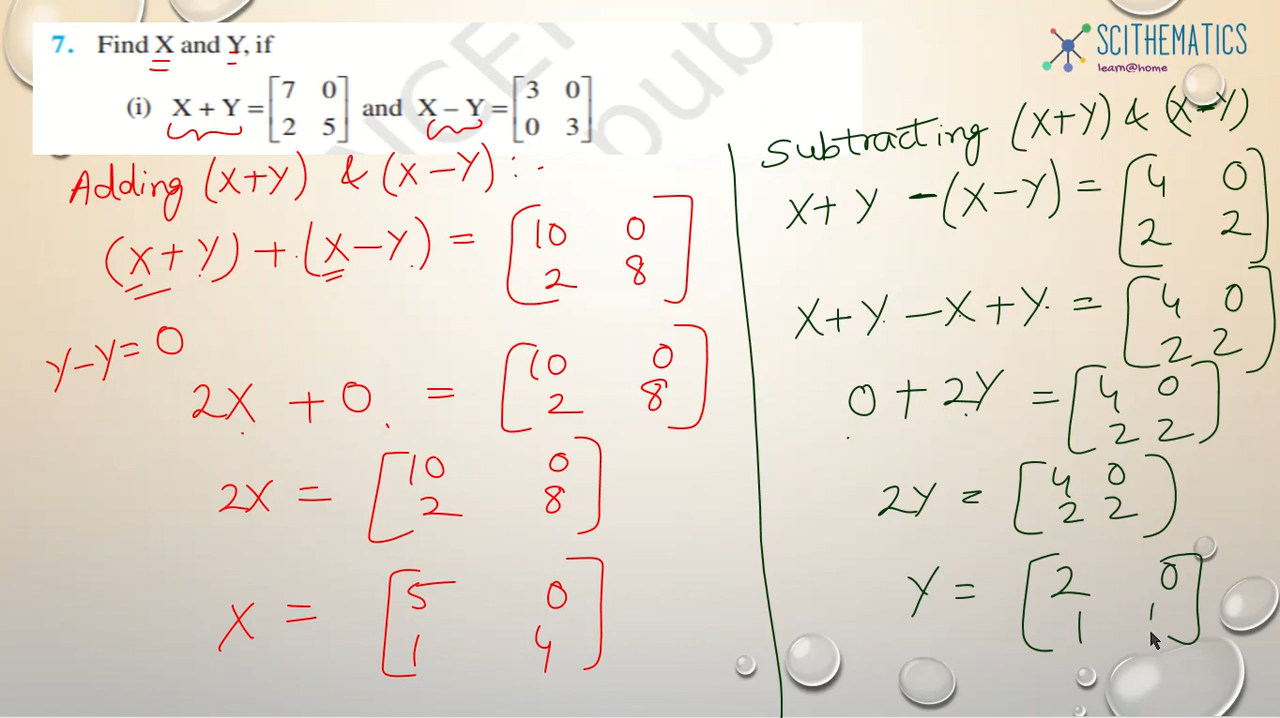 SCITHEMATICS
learn@home
7. Find X and Y, if
(i) X + Y = [7 0
2 5] and X – Y = [3 0
0 3]
Adding (X+Y) & (X–Y) :-
(X+Y) + (X–Y) = [10 0
2 8]
Y–Y=0
2X + 0 = [10 0
2 8]
2X = [10 0
2 8]
X = [5 0
1 4]
Subtracting (X+Y) & (X–Y)
X+Y –(X–Y) = [4 0
2 2]
X+Y –X+Y = [4 0
2 2]
0 + 2Y = [4 0
2 2]
2Y = [4 0
2 2]
Y = [2 0
1 1]